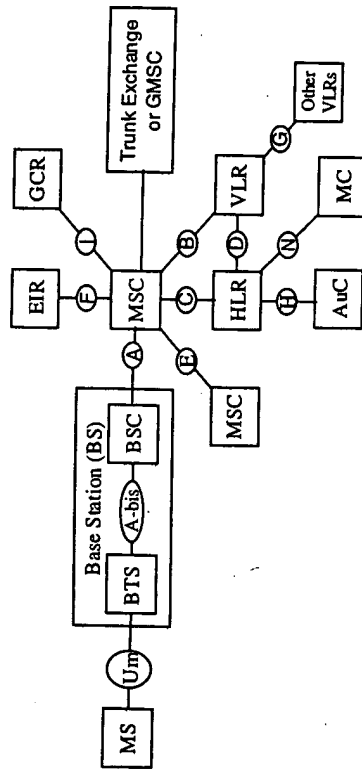 EIR
GCR
F
I
Trunk Exchange
or GMSC
Base Station (BS)
MS
Um
BTS
A-bis
BSC
A
MSC
E
C
B
MSC
HLR
D
VLR
G
Other
VLRs
H
N
AuC
MC